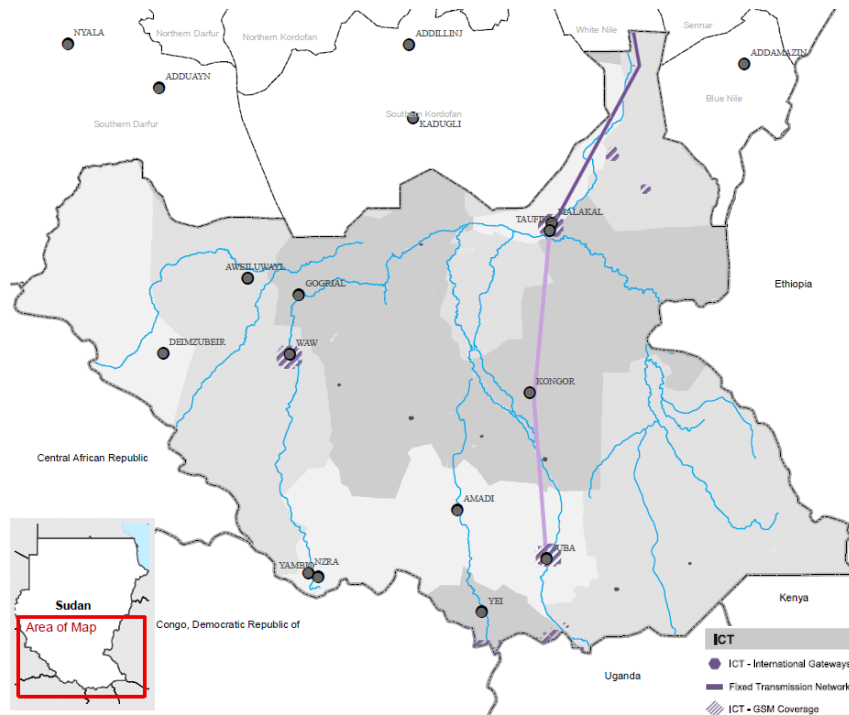 NYALA
Northern Darfur
Northern Kordofan
ADDILLINJ
White Nile
Sennar
ADDAMAZIN
ADDUAYN
Southern Darfur
Southern Kordofan
KADUGLI
Blue Nile
MALAKAL
AWEILUWAYL
GOGRIAL
Ethiopia
DEIMZUBEIR
WAW
KONGOR
Central African Republic
AMADI
JUBA
NZRA
Sudan
Area of Map
YEI
Kenya
Congo, Democratic Republic of
Uganda
ICT
ICT - International Gateways
Fixed Transmission Network
ICT - GSM Coverage